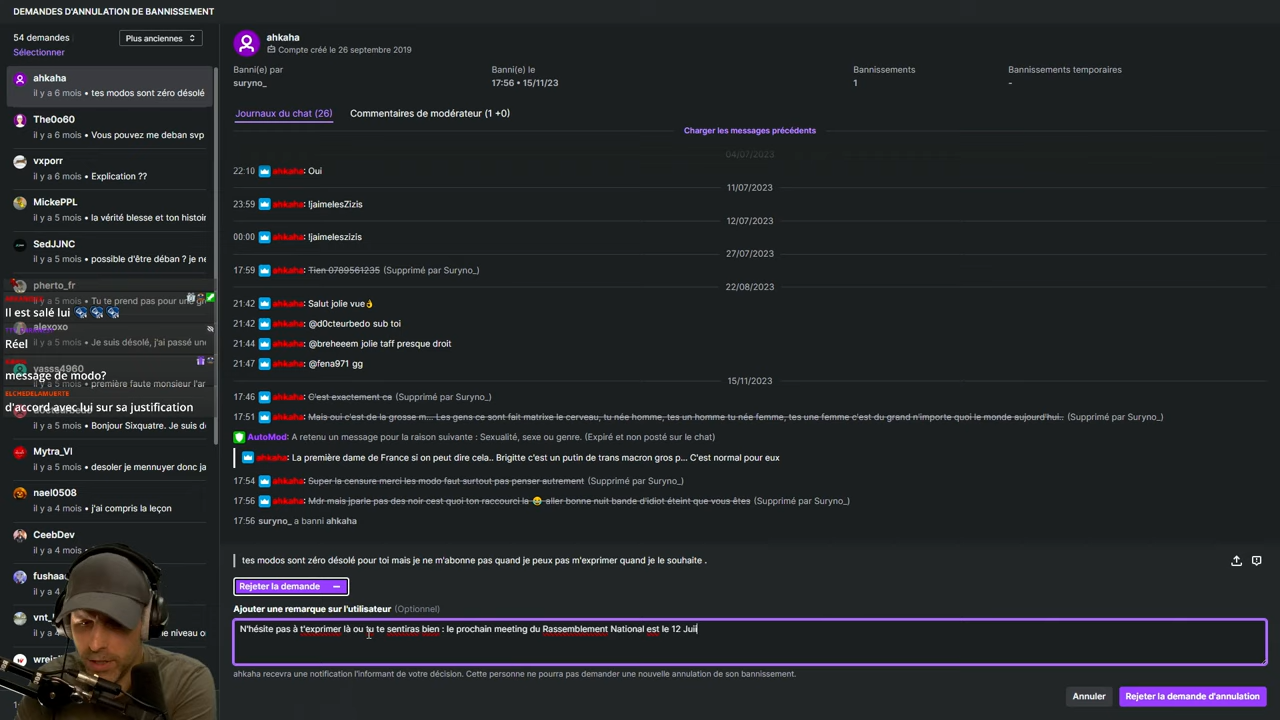 DEMANDES D'ANNULATION DE BANNISSEMENT
54 demandes
Plus anciennes
Sélectionner
ahkaha
il y a 6 mois • tes modos sont zéro désolé
The0o60
il y a 6 mois • Vous pouvez me deban svp
vxporr
il y a 6 mois • Explication ??
MickePPL
il y a 5 mois • la vérité blesse et ton histoir
SedJJNC
il y a 5 mois • possible d'être déban ? je ne
pherto_fr
il y a 5 mois • Tu te prend pas pour un
Il est salé lui
alexoxo
Réel
il y a 5 mois • Je suis désolé, j'ai passé une
yasss4960
il y a 5 mois • première faute monsieur l'ar
message de modo?
ELCHEDELAMUERTE
d'accord avec lui sur sa justification
il y a 5 mois • Bonjour Sixquatre. Je suis d
Mytra_VI
il y a 5 mois • desoler je mennuyer donc ja
nael0508
il y a 4 mois • j'ai compris la leçon
CeebDev
il y a 4 mois
fushaa
il y a
vnt_
il y
wrei
ahkaha
Compte créé le 26 septembre 2019
Banni(e) par
suryno_
Banni(e) le
17:56 • 15/11/23
Bannissements
1
Bannissements temporaires
-
Journaux du chat (26)
Commentaires de modérateur (1 +0)
Charger les messages précédents
04/07/2023
22:10 ahkaha: Oui
11/07/2023
23:59 ahkaha: !jaimelesZizis
12/07/2023
00:00 ahkaha: !jaimeleszizis
27/07/2023
17:59 ahkaha: Tien 0789561235 (Supprimé par Suryno_)
22/08/2023
21:42 ahkaha: Salut jolie vue👌
21:42 ahkaha: @d0cteurbedo sub toi
21:44 ahkaha: @breheeem jolie taff presque droit
21:47 ahkaha: @fena971 gg
15/11/2023
17:46 ahkaha: C'est exactement ca (Supprimé par Suryno_)
17:51 ahkaha: Mais oui c'est de la grosse m... Les gens ce sont fait matrixe le cerveau, tu née homme, tes un homme tu née femme, tes une femme c'est du grand n'importe quoi le monde aujourd'hui.. (Supprimé par Suryno_)
AutoMod: A retenu un message pour la raison suivante : Sexualité, sexe ou genre. (Expiré et non posté sur le chat)
ahkaha: La première dame de France si on peut dire cela.. Brigitte c'est un putin de trans macron gros p... C'est normal pour eux
17:54 ahkaha: Super la censure merci les modo faut surtout pas penser autrement (Supprimé par Suryno_)
17:56 ahkaha: Mdr mais jparle pas des noir cest quoi ton raccourci la 😂 aller bonne nuit bande d'idiot éteint que vous êtes (Supprimé par Suryno_)
17:56 suryno_ a banni ahkaha
tes modos sont zéro désolé pour toi mais je ne m'abonne pas quand je peux pas m'exprimer quand je le souhaite .
Rejeter la demande
Ajouter une remarque sur l'utilisateur (Optionnel)
N'hésite pas à t'exprimer là ou tu te sentiras bien : le prochain meeting du Rassemblement National est le 12 Juil
ahkaha recevra une notification l'informant de votre décision. Cette personne ne pourra pas demander une nouvelle annulation de son bannissement.
Annuler
Rejeter la demande d'annulation